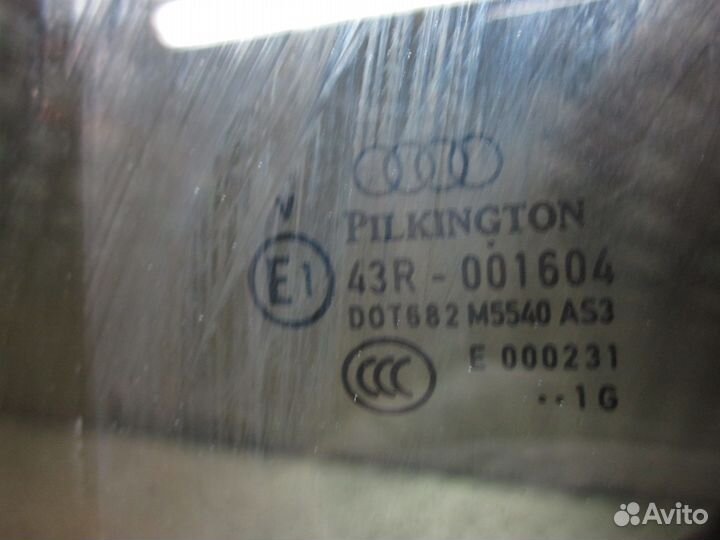 V
PILKINGTON
E1 43R - 001604
DOT682 M5540 AS3
CCC E 000231
··1G
Avito